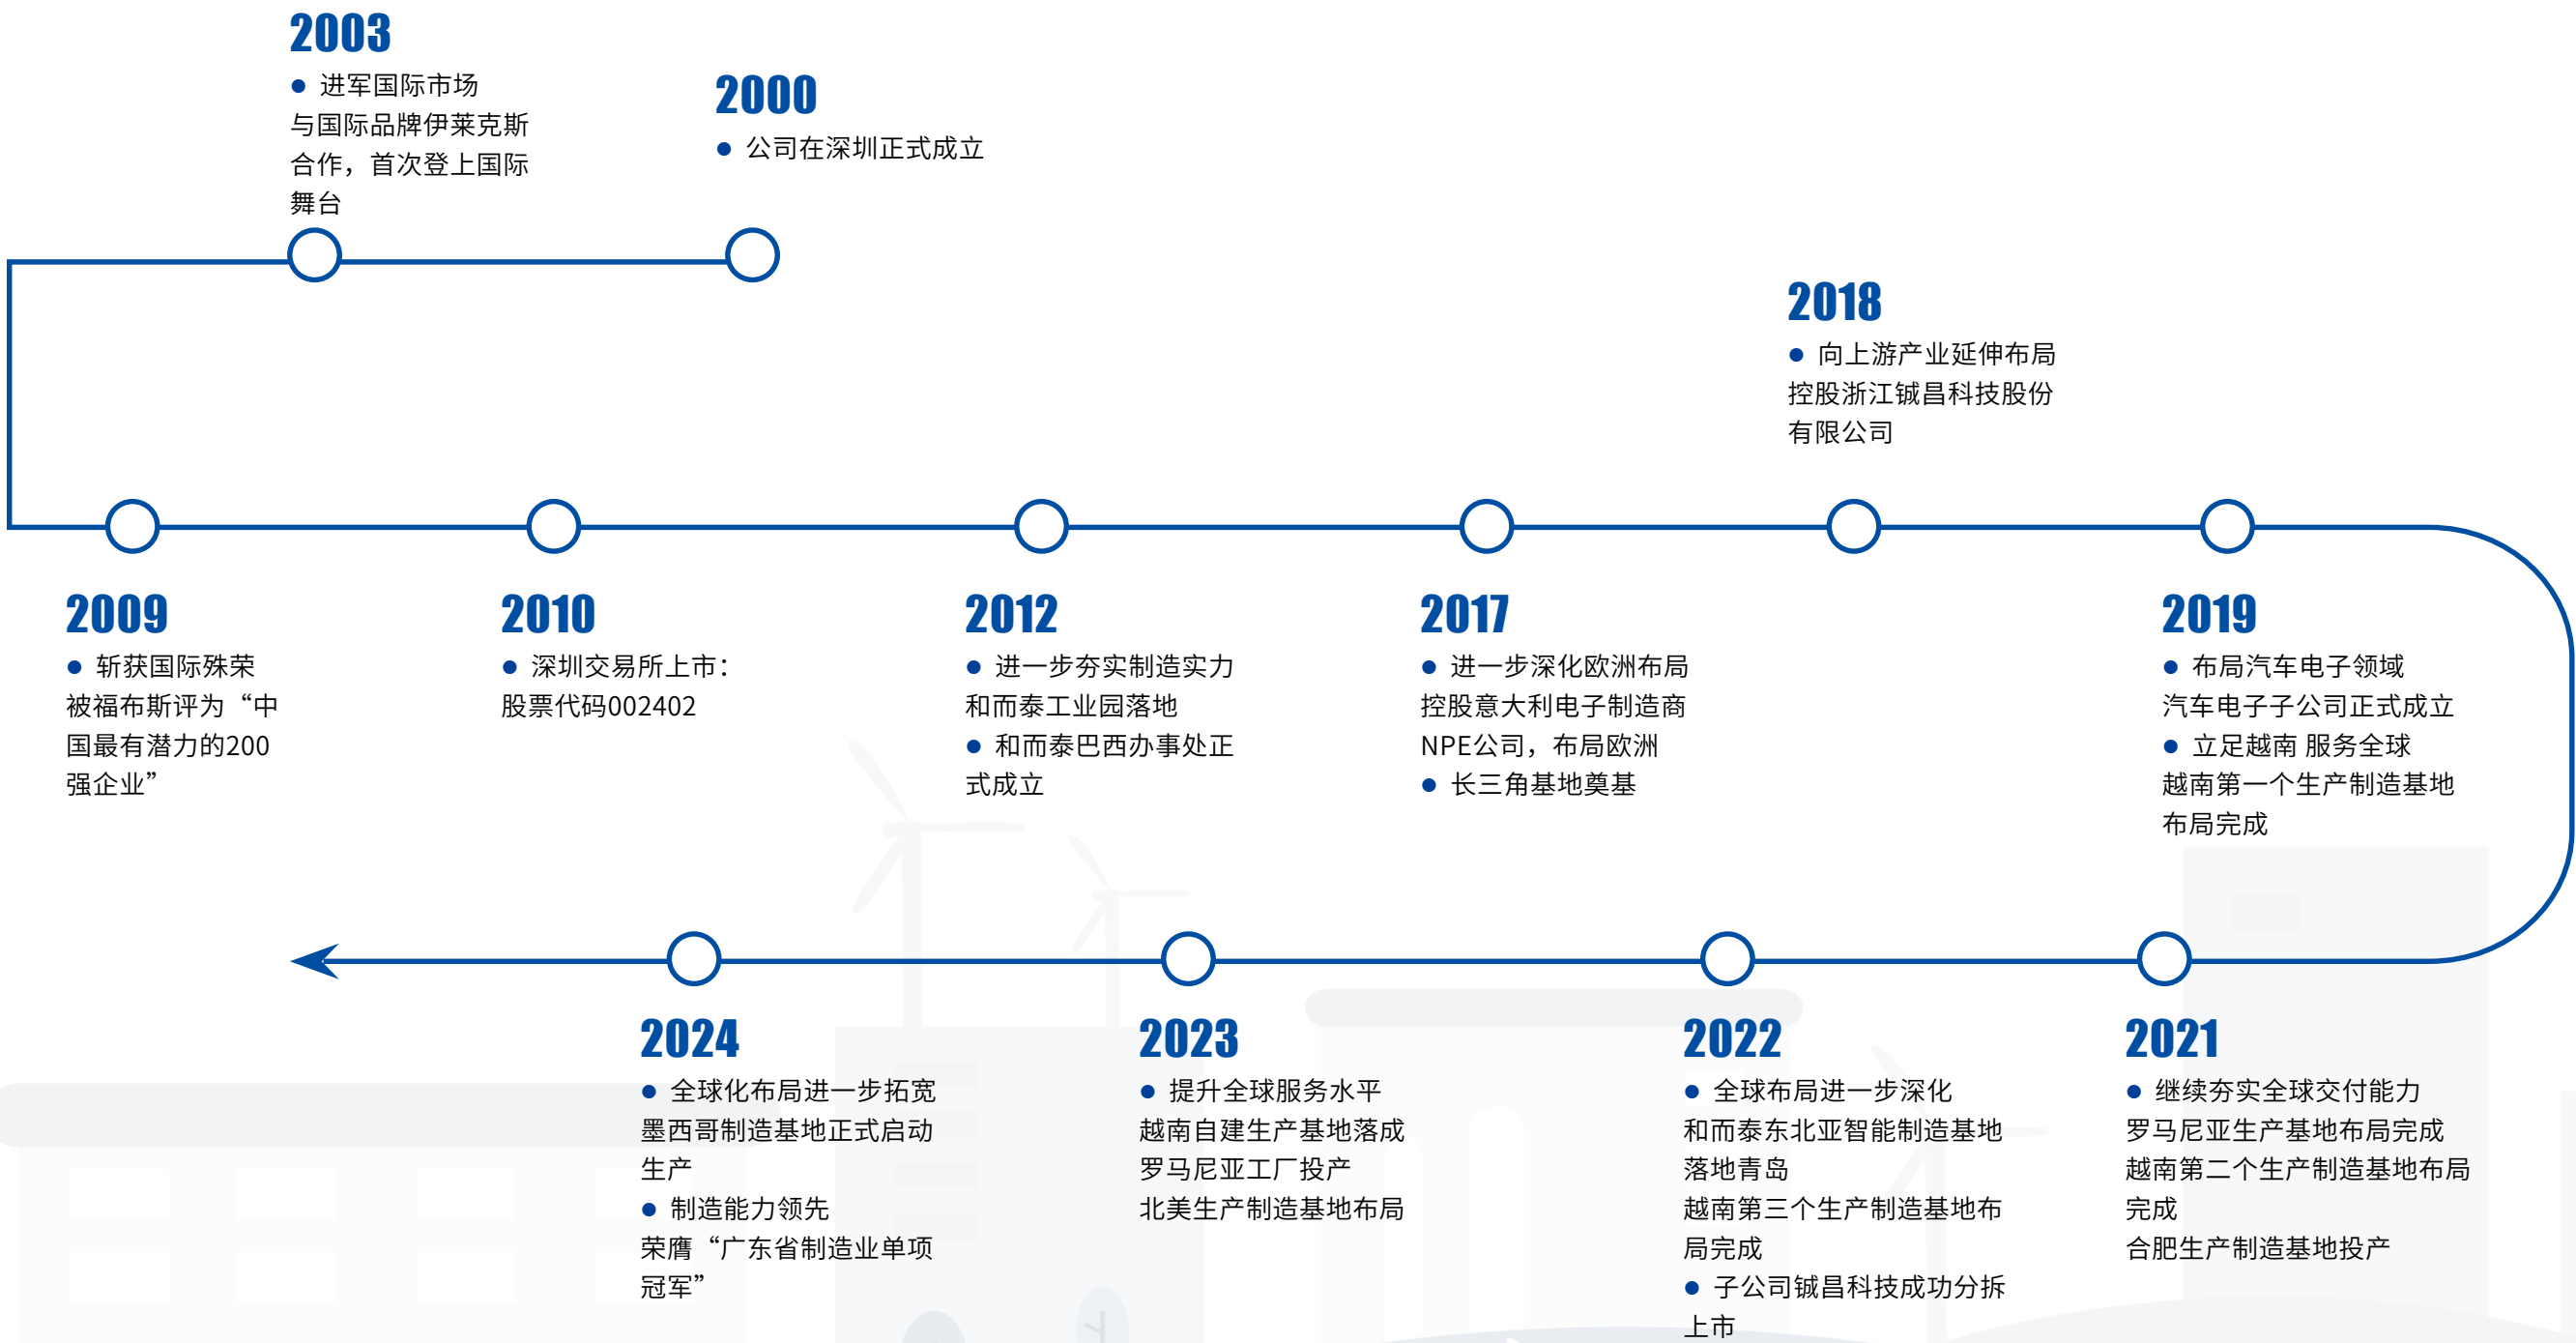 2000
● 公司在深圳正式成立
2003
● 进军国际市场
与国际品牌伊莱克斯
合作，首次登上国际
舞台
2009
● 斩获国际殊荣
被福布斯评为“中
国最有潜力的200
强企业”
2010
● 深圳交易所上市：
股票代码002402
2012
● 进一步夯实制造实力
和而泰工业园落地
● 和而泰巴西办事处正
式成立
2017
● 进一步深化欧洲布局
控股意大利电子制造商
NPE公司，布局欧洲
● 长三角基地奠基
2018
● 向上游产业延伸布局
控股浙江铖昌科技股份
有限公司
2019
● 布局汽车电子领域
汽车电子子公司正式成立
● 立足越南 服务全球
越南第一个生产制造基地
布局完成
2021
● 继续夯实全球交付能力
罗马尼亚生产基地布局完成
越南第二个生产制造基地布局
完成
合肥生产制造基地投产
2022
● 全球布局进一步深化
和而泰东北亚智能制造基地
落地青岛
越南第三个生产制造基地布
局完成
● 子公司铖昌科技成功分拆
上市
2023
● 提升全球服务水平
越南自建生产基地落成
罗马尼亚工厂投产
北美生产制造基地布局
2024
● 全球化布局进一步拓宽
墨西哥制造基地正式启动
生产
● 制造能力领先
荣膺“广东省制造业单项
冠军”